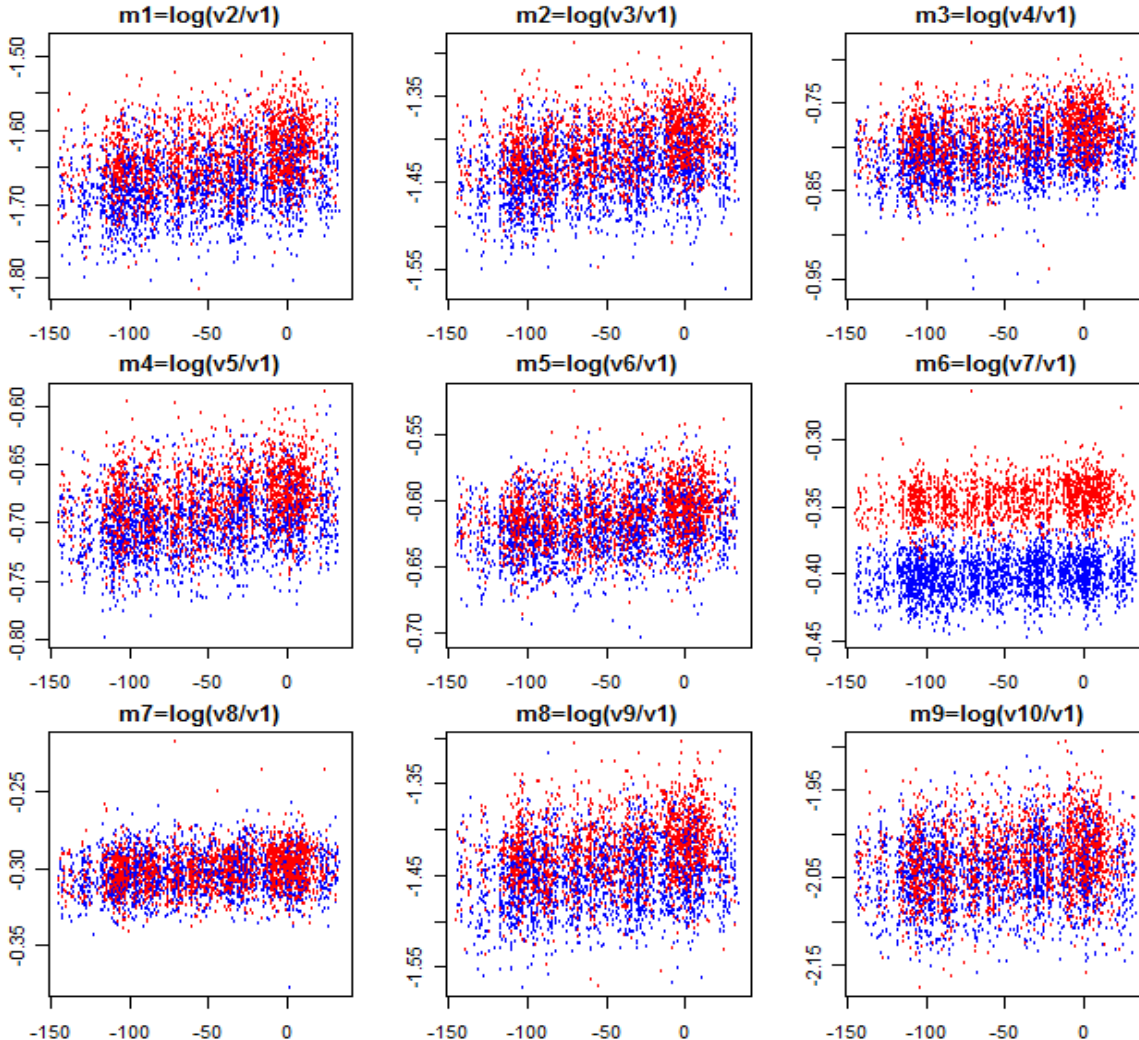 m1=log(v2/v1) m2=log(v3/v1) m3=log(v4/v1)
-1.50 -1.60 -1.70 -1.80
-1.35 -1.45 -1.55
-0.75 -0.85 -0.95
-150 -100 -50 0 -150 -100 -50 0 -150 -100 -50 0
m4=log(v5/v1) m5=log(v6/v1) m6=log(v7/v1)
-0.60 -0.65 -0.70 -0.75 -0.80
-0.55 -0.60 -0.65 -0.70
-0.30 -0.35 -0.40 -0.45
-150 -100 -50 0 -150 -100 -50 0 -150 -100 -50 0
m7=log(v8/v1) m8=log(v9/v1) m9=log(v10/v1)
-0.25 -0.30 -0.35
-1.35 -1.45 -1.55
-1.95 -2.05 -2.15
-150 -100 -50 0 -150 -100 -50 0 -150 -100 -50 0